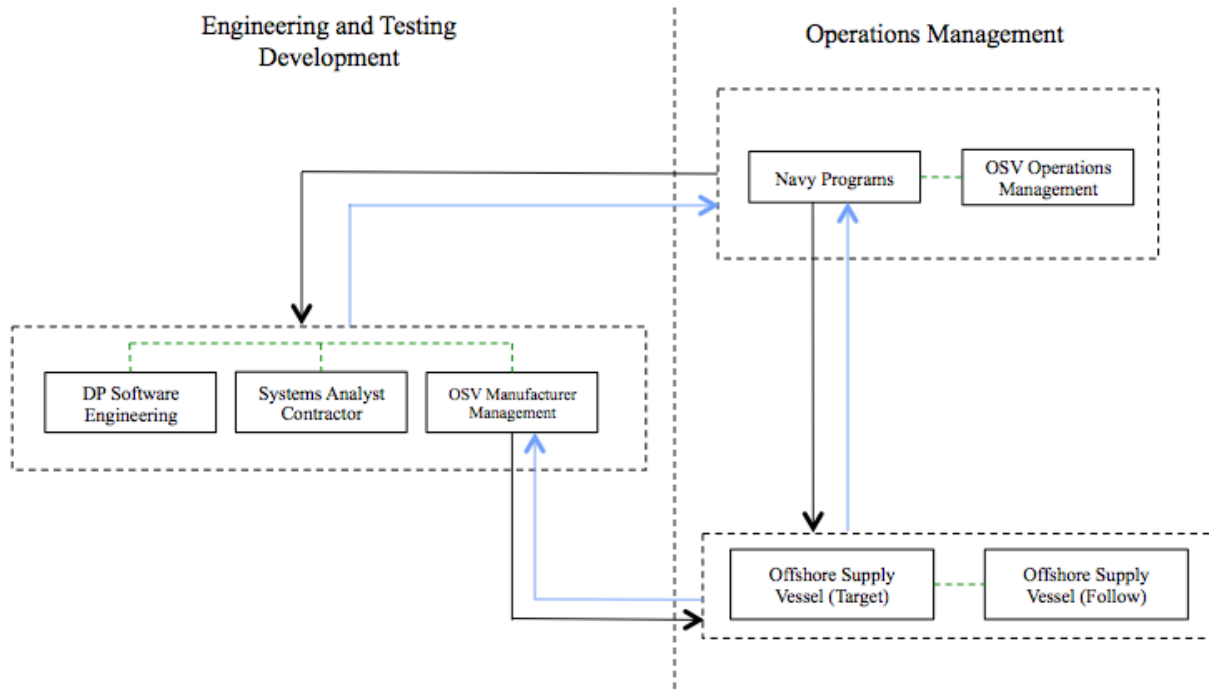 Engineering and Testing
Development
Operations Management
Navy Programs
OSV Operations
Management
DP Software
Engineering
Systems Analyst
Contractor
OSV Manufacturer
Management
Offshore Supply
Vessel (Target)
Offshore Supply
Vessel (Follow)